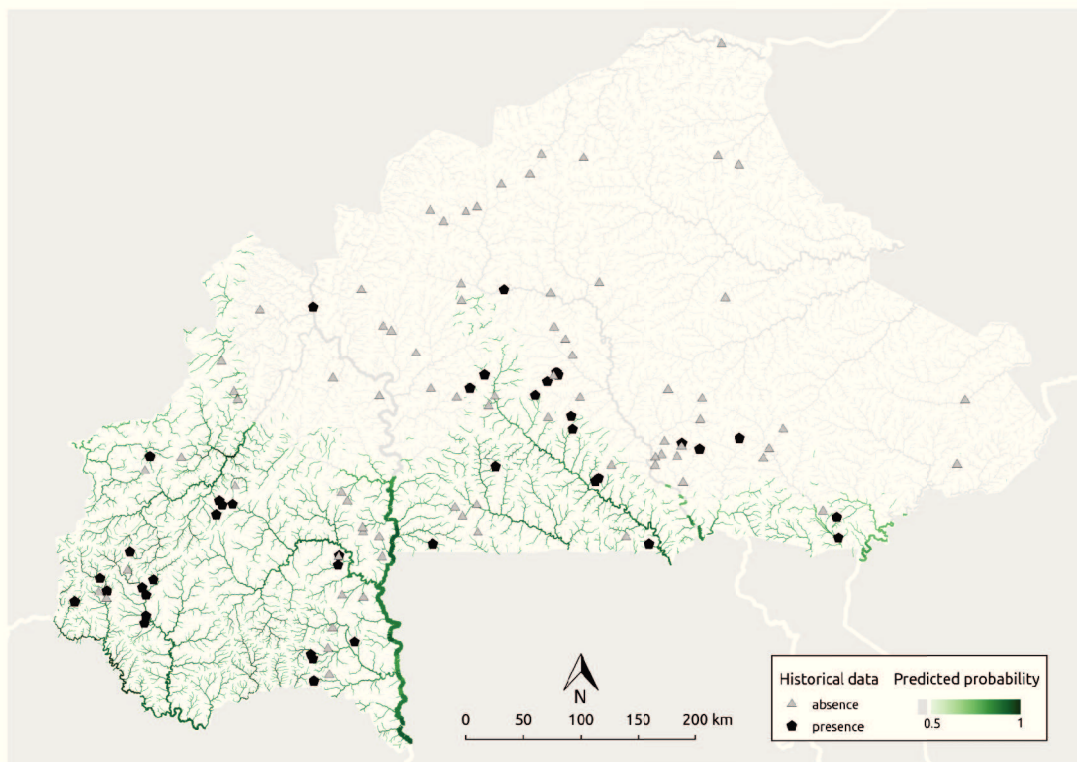 N
0 50 100 150 200 km
Historical data Predicted probability
absence
presence
0.5 1